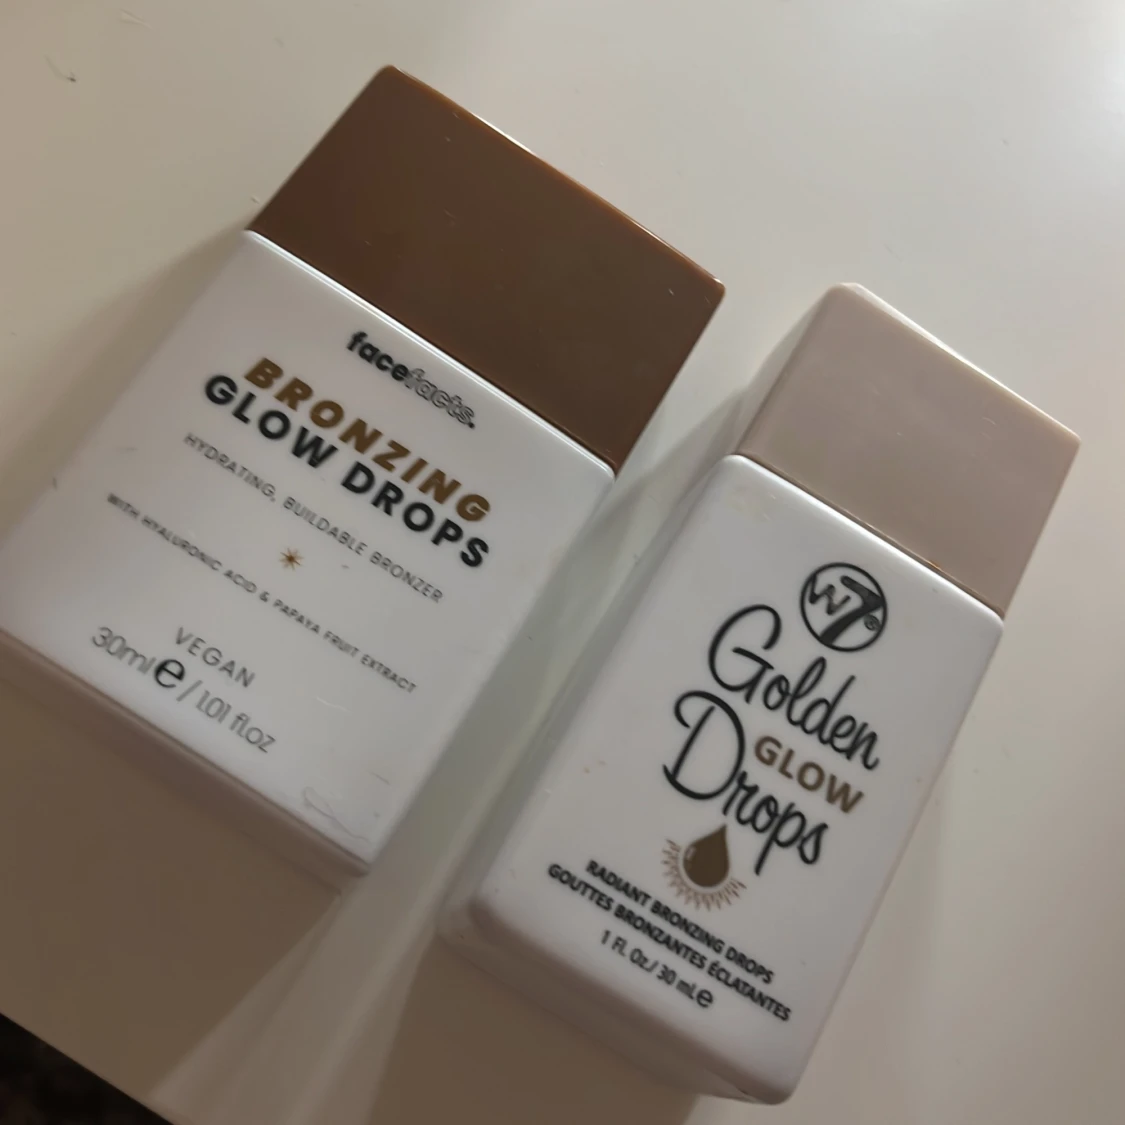 facefacts.
BRONZING
GLOW DROPS
HYDRATING, BUILDABLE BRONZER
WITH HYALURONIC ACID & PAPAYA FRUIT EXTRACT
VEGAN
30ml e / 1.01 fl.oz
W7®
Golden
GLOW
Drops
RADIANT BRONZING DROPS
GOUTTES BRONZANTES ÉCLATANTES
1 FL. Oz./ 30 mL e